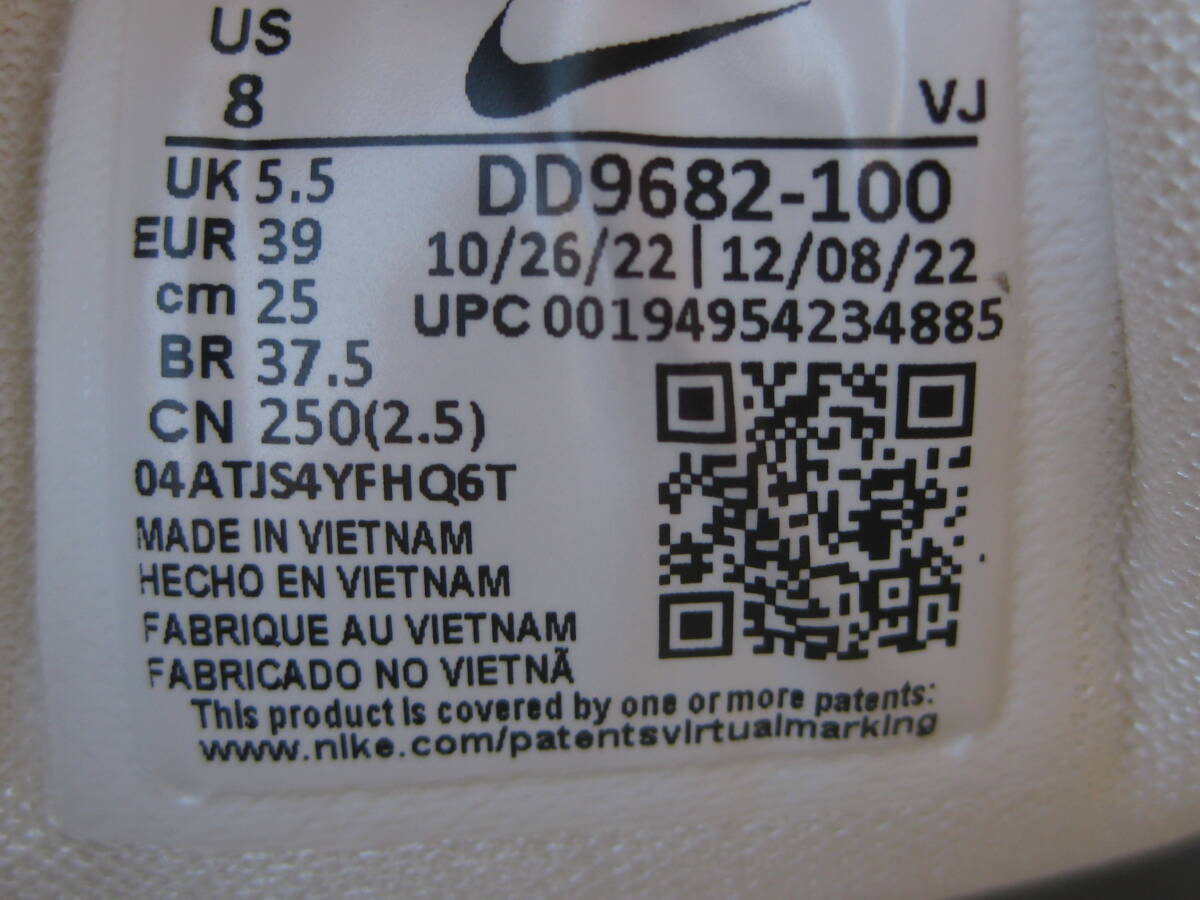 US
8
VJ
UK 5.5
DD9682-100
EUR 39
10/26/22 | 12/08/22
cm 25
UPC 00194954234885
BR 37.5
CN 250(2.5)
04ATJS4YFHQ6T
MADE IN VIETNAM
HECHO EN VIETNAM
FABRIQUE AU VIETNAM
FABRICADO NO VIETNÃ
This product is covered by one or more patents:
www.nike.com/patentsvirtualmarking